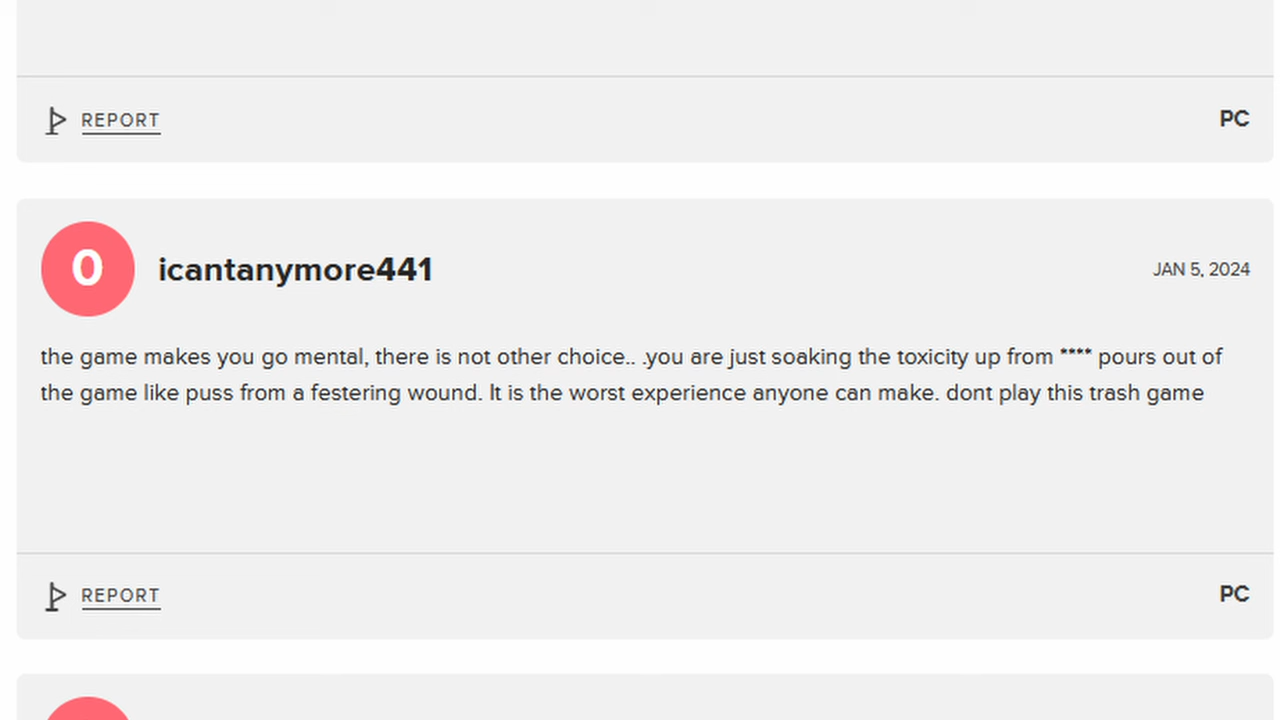 REPORT
PC
0
icantanymore441
JAN 5, 2024
the game makes you go mental, there is not other choice.. .you are just soaking the toxicity up from **** pours out of
the game like puss from a festering wound. It is the worst experience anyone can make. dont play this trash game
REPORT
PC